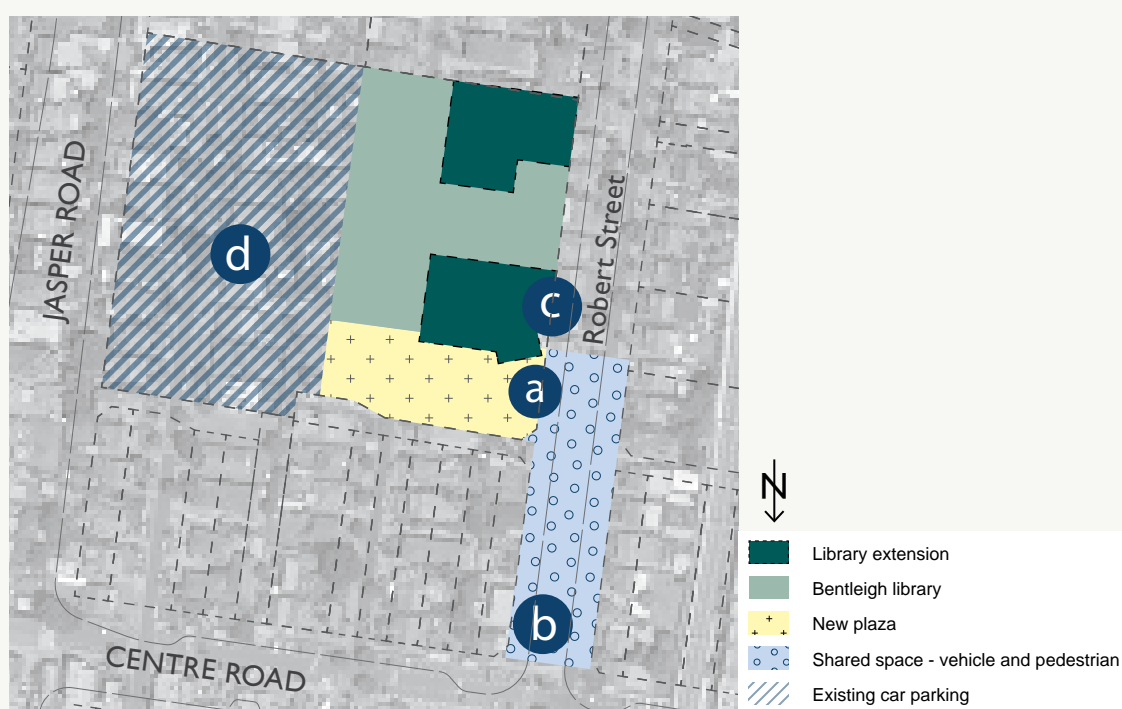 JASPER ROAD
d
Robert Street
c
a
b
CENTRE ROAD
N
Library extension
Bentleigh library
New plaza
Shared space - vehicle and pedestrian
Existing car parking